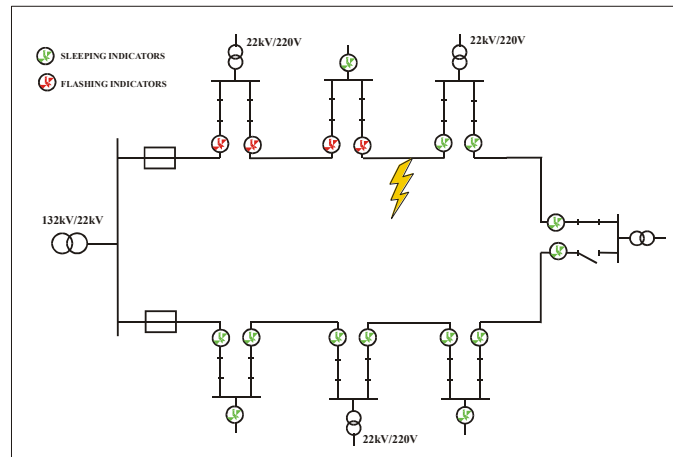 22kV/220V
22kV/220V
SLEEPING INDICATORS
FLASHING INDICATORS
132kV/22kV
22kV/220V